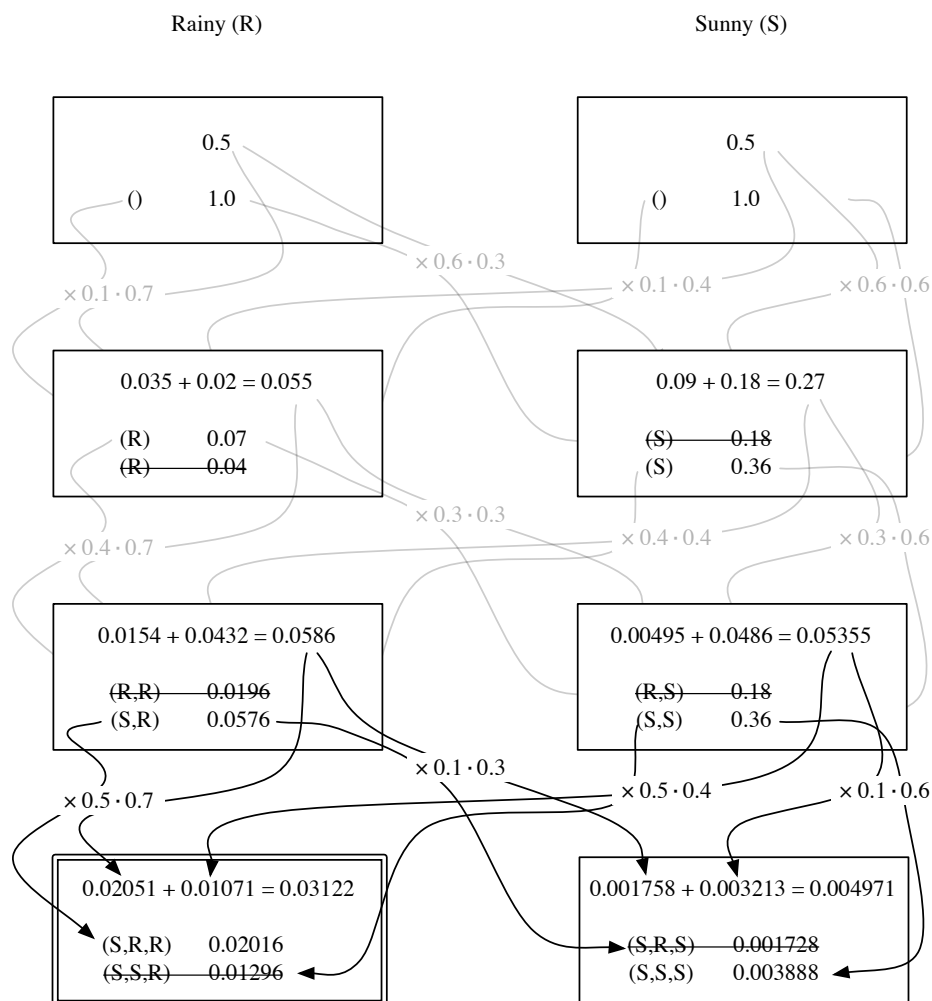 Rainy (R) Sunny (S)
0.5 0.5
() 1.0 () 1.0
× 0.6 · 0.3
× 0.1 · 0.7 × 0.1 · 0.4 × 0.6 · 0.6
0.035 + 0.02 = 0.055 0.09 + 0.18 = 0.27
(R) 0.07 (S) 0.18
(R) 0.04 (S) 0.36
× 0.3 · 0.3
× 0.4 · 0.7 × 0.4 · 0.4 × 0.3 · 0.6
0.0154 + 0.0432 = 0.0586 0.00495 + 0.0486 = 0.05355
(R,R) 0.0196 (R,S) 0.18
(S,R) 0.0576 (S,S) 0.36
× 0.1 · 0.3
× 0.5 · 0.7 × 0.5 · 0.4 × 0.1 · 0.6
0.02051 + 0.01071 = 0.03122 0.001758 + 0.003213 = 0.004971
(S,R,R) 0.02016 (S,R,S) 0.001728
(S,S,R) 0.01296 (S,S,S) 0.003888